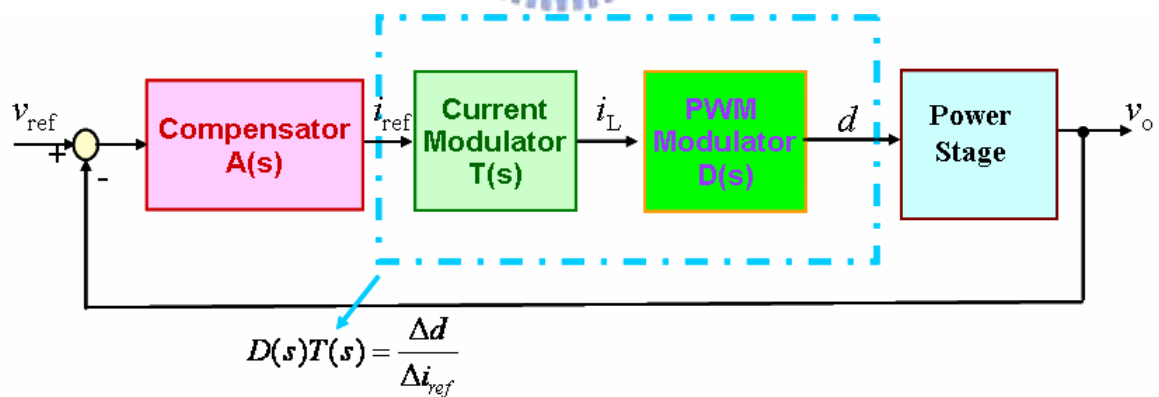 v_ref
+
-
Compensator
A(s)
i_ref
Current
Modulator
T(s)
i_L
PWM
Modulator
D(s)
d
Power
Stage
v_o
D(s)T(s) = Δd / Δi_ref